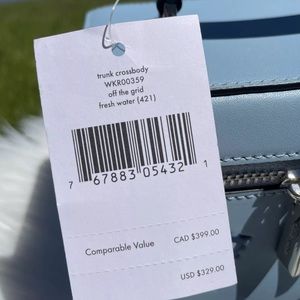 trunk crossbody
WKR00359
off the grid
fresh water (421)
7 67883 05432 1
Comparable Value CAD $399.00
USD $329.00